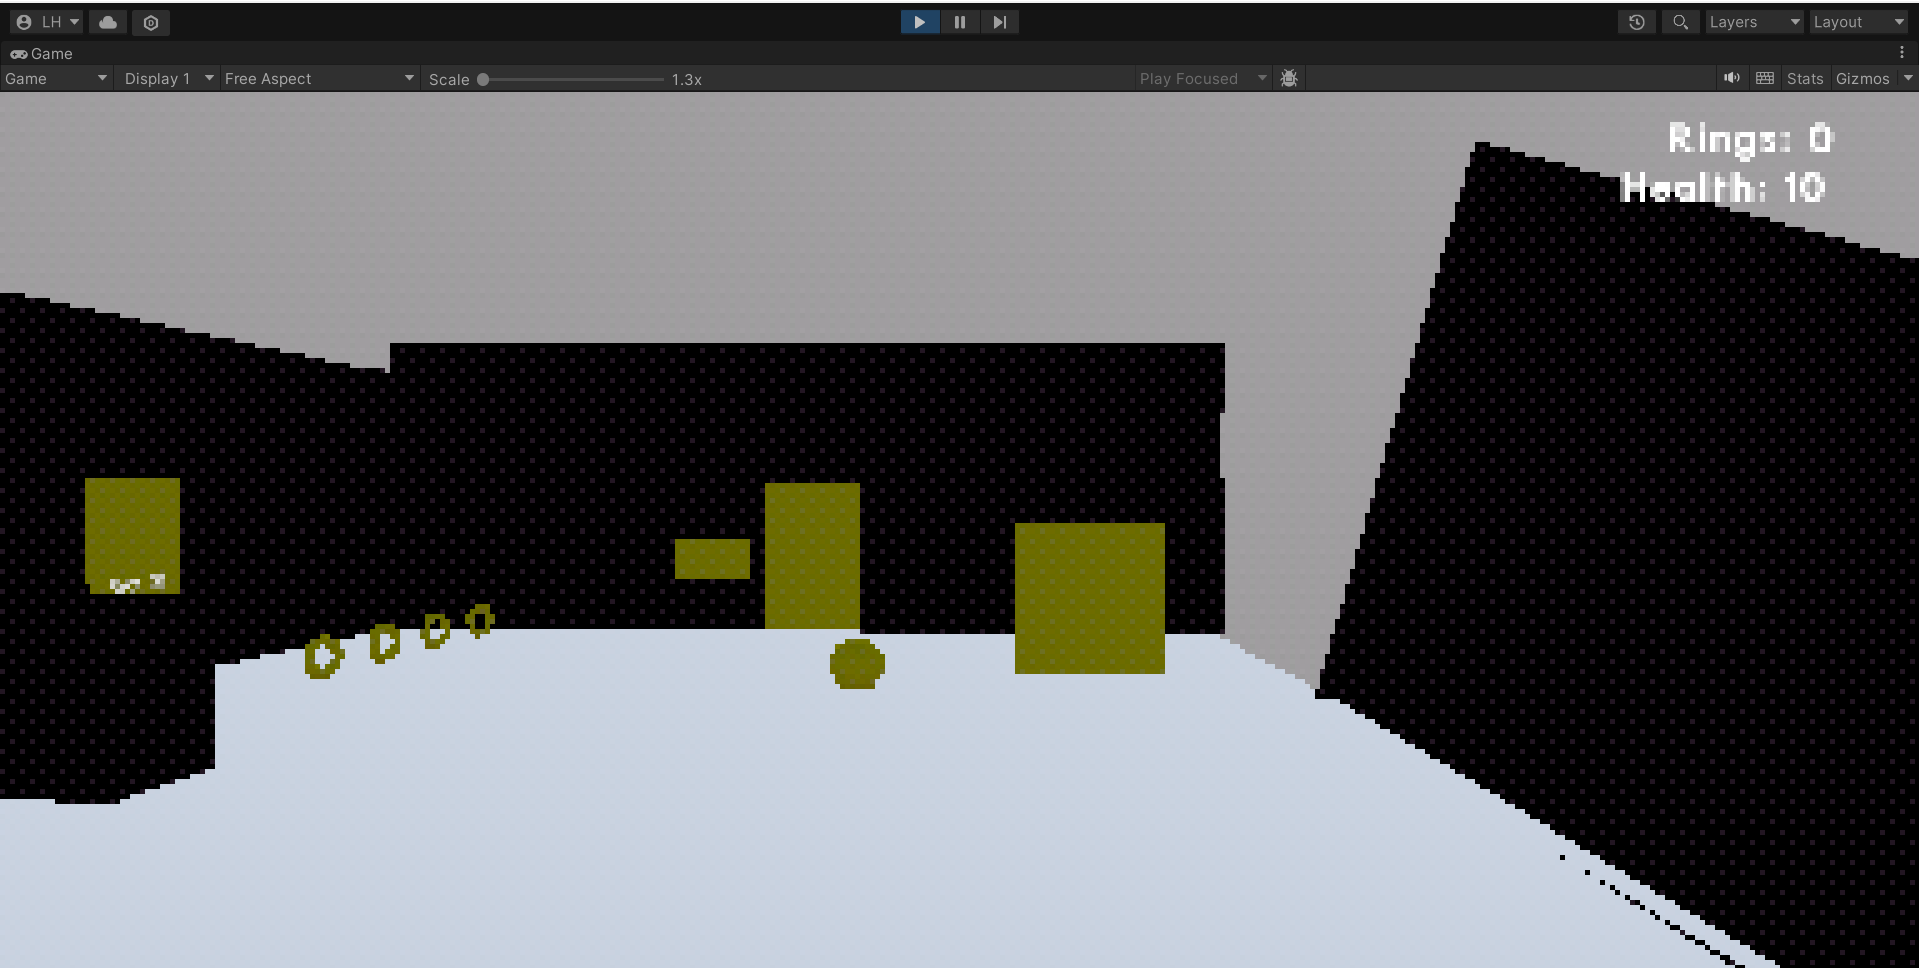 LH
Layers
Layout
Game
Game
Display 1
Free Aspect
Scale
1.3x
Play Focused
Stats
Gizmos
Rings: 0
Health: 10